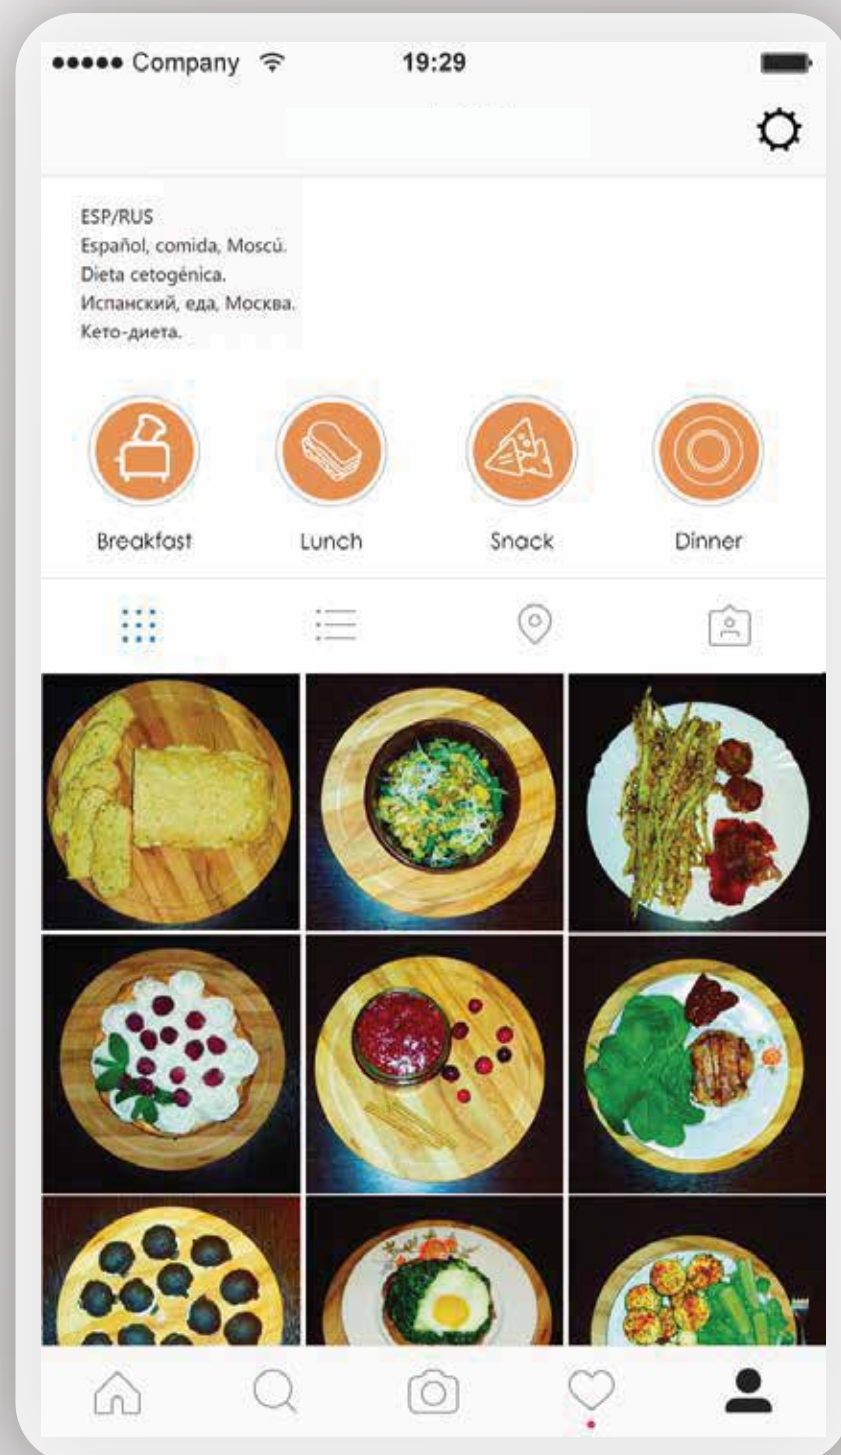 Company 19:29
ESP/RUS
Español, comida, Moscú.
Dieta cetogénica.
Испанский, еда, Москва.
Кето-диета.
Breakfast Lunch Snack Dinner